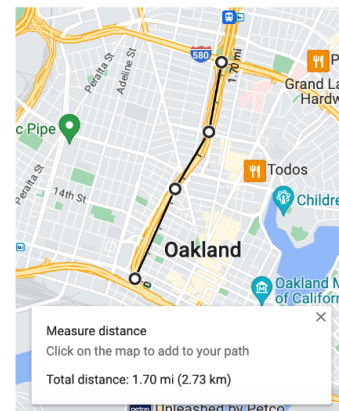 580
1.70 mi
P
Grand La
Hardw
Peralta St
Adeline St
c Pipe
Peralta St
14th St
Todos
Childre
Oakland
0
Oakland M
of Californ
Measure distance
Click on the map to add to your path
Total distance: 1.70 mi (2.73 km)
petco
Unleashed by Petco